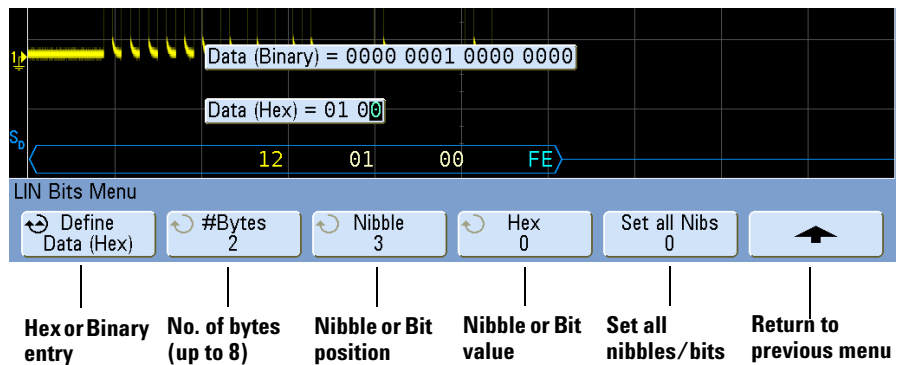 1
Data (Binary) = 0000 0001 0000 0000
Data (Hex) = 01 00
SD
12 01 00 FE
LIN Bits Menu
Define
Data (Hex)
#Bytes
2
Nibble
3
Hex
0
Set all Nibs
0
Hex or Binary
entry
No. of bytes
(up to 8)
Nibble or Bit
position
Nibble or Bit
value
Set all
nibbles/bits
Return to
previous menu